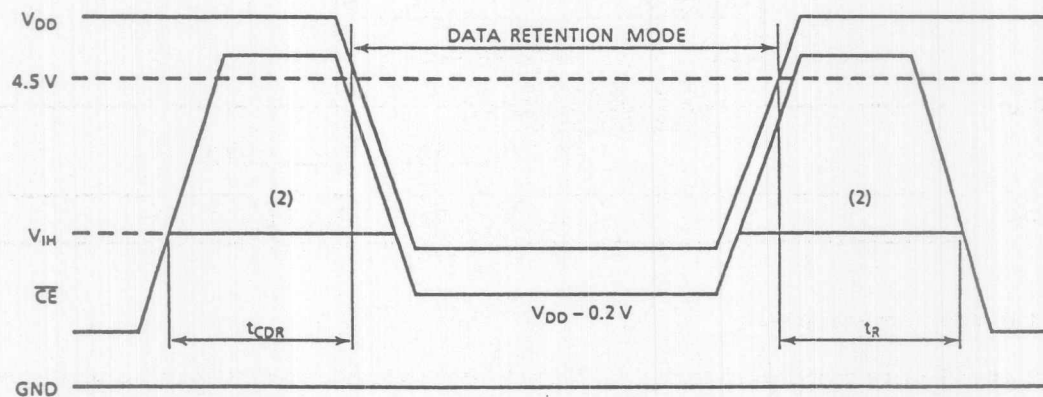 VDD
DATA RETENTION MODE
4.5 V
(2)
(2)
VIH
CE
VDD – 0.2 V
tCDR
tR
GND